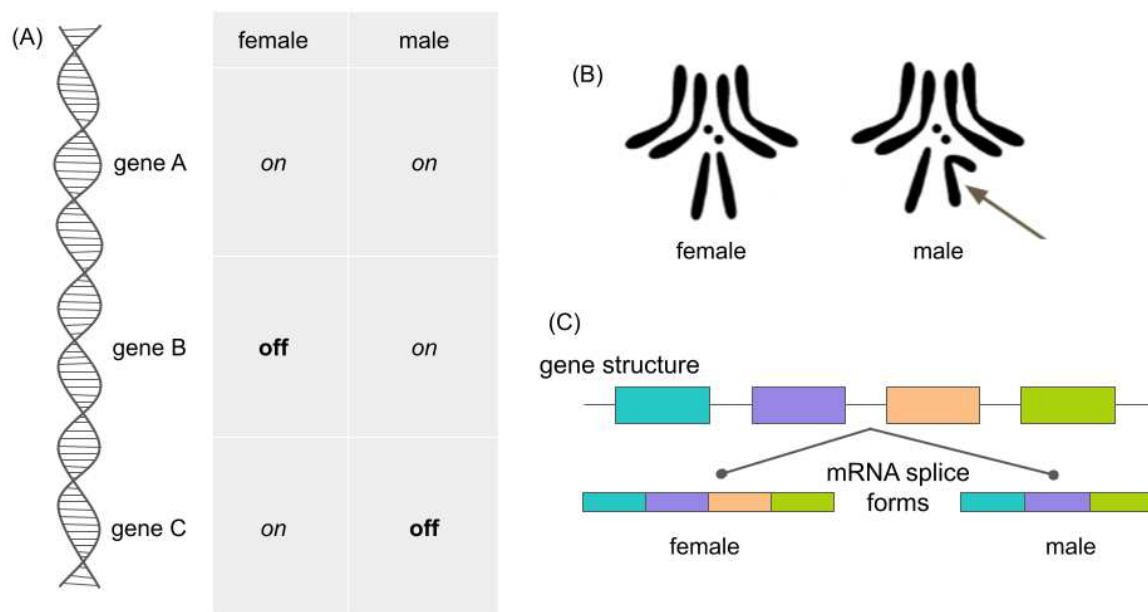 (A)
female male
gene A on on
gene B off on
gene C on off
(B)
female male
(C)
gene structure
mRNA splice
forms
female male